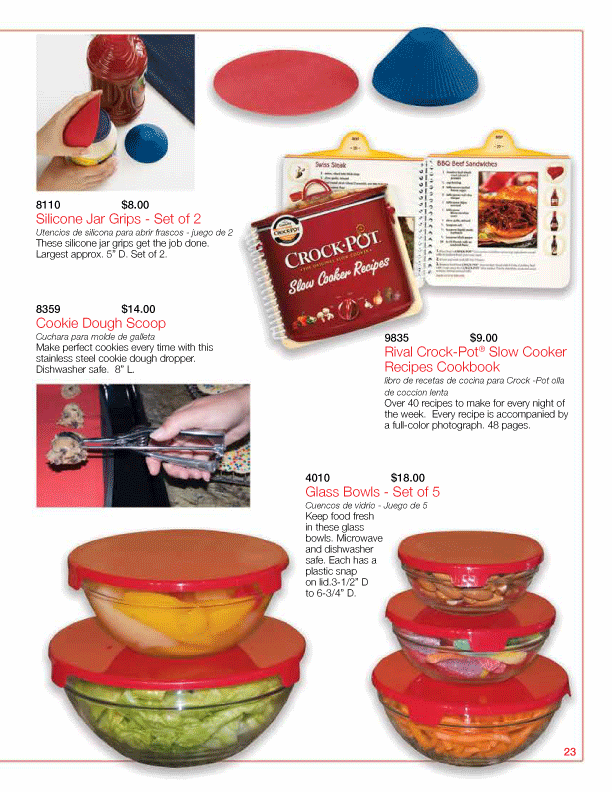 8110 $8.00
Silicone Jar Grips - Set of 2
Utencios de silicona para abrir frascos - juego de 2
These silicone jar grips get the job done.
Largest approx. 5" D. Set of 2.
Swiss Steak
BBQ Beef Sandwiches
CROCK-POT
CROCK-POT
THE ORIGINAL SLOW COOKER
Slow Cooker Recipes
8359 $14.00
Cookie Dough Scoop
Cuchara para molde de galleta
Make perfect cookies every time with this
stainless steel cookie dough dropper.
Dishwasher safe. 8" L.
9835 $9.00
Rival Crock-Pot® Slow Cooker
Recipes Cookbook
libro de recetas de cocina para Crock -Pot olla
de coccion lenta
Over 40 recipes to make for every night of
the week. Every recipe is accompanied by
a full-color photograph. 48 pages.
4010 $18.00
Glass Bowls - Set of 5
Cuencos de vidrio - Juego de 5
Keep food fresh
in these glass
bowls. Microwave
and dishwasher
safe. Each has a
plastic snap
on lid.3-1/2" D
to 6-3/4" D.
23